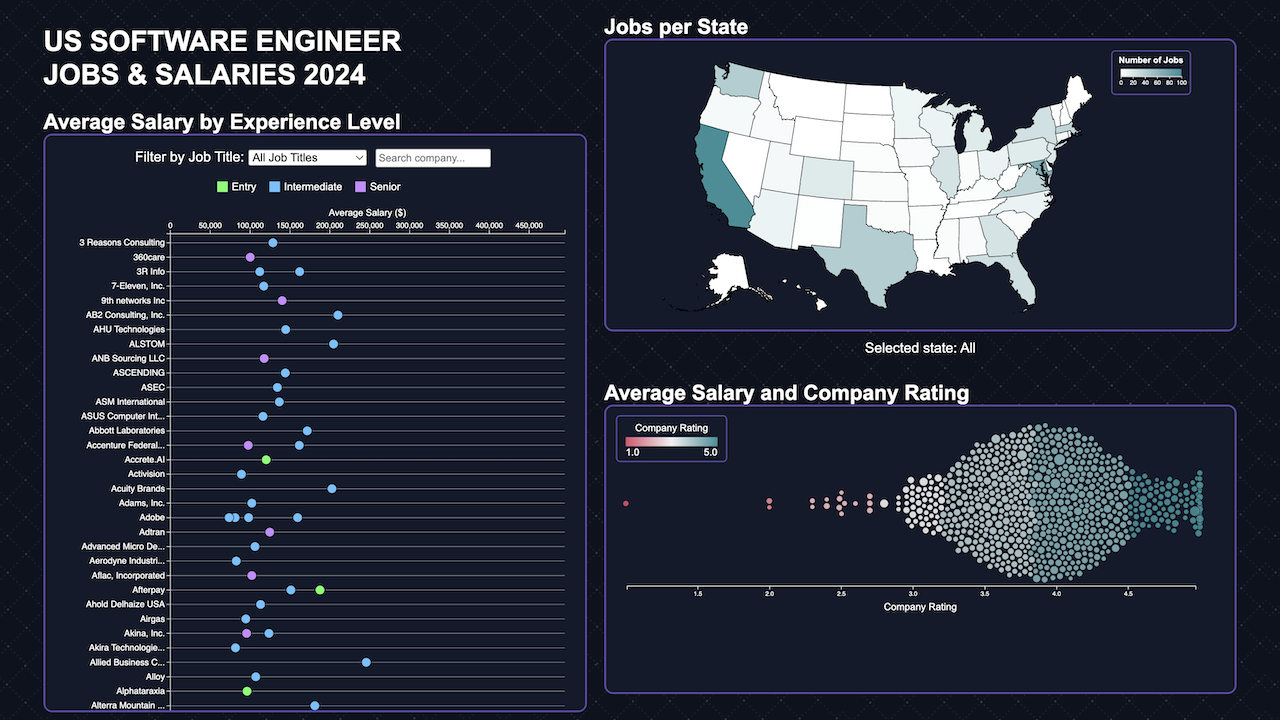 US SOFTWARE ENGINEER
JOBS & SALARIES 2024
Average Salary by Experience Level
Filter by Job Title: All Job Titles Search company...
Entry Intermediate Senior
Average Salary ($)
0 50,000 100,000 150,000 200,000 250,000 300,000 350,000 400,000 450,000
3 Reasons Consulting
360care
3R Info
7-Eleven, Inc.
9th networks Inc
AB2 Consulting, Inc.
AHU Technologies
ALSTOM
ANB Sourcing LLC
ASCENDING
ASEC
ASM International
ASUS Computer Int...
Abbott Laboratories
Accenture Federal...
Accrete.AI
Activision
Acuity Brands
Adams, Inc.
Adobe
Adtran
Advanced Micro De...
Aerodyne Industri...
Aflac, Incorporated
Afterpay
Ahold Delhaize USA
Airgas
Akina, Inc.
Akira Technologie...
Allied Business C...
Alloy
Alphataraxia
Alterra Mountain ...
Jobs per State
Number of Jobs
0 20 40 60 80 100
Selected state: All
Average Salary and Company Rating
Company Rating
1.0 5.0
1.5 2.0 2.5 3.0 3.5 4.0 4.5
Company Rating